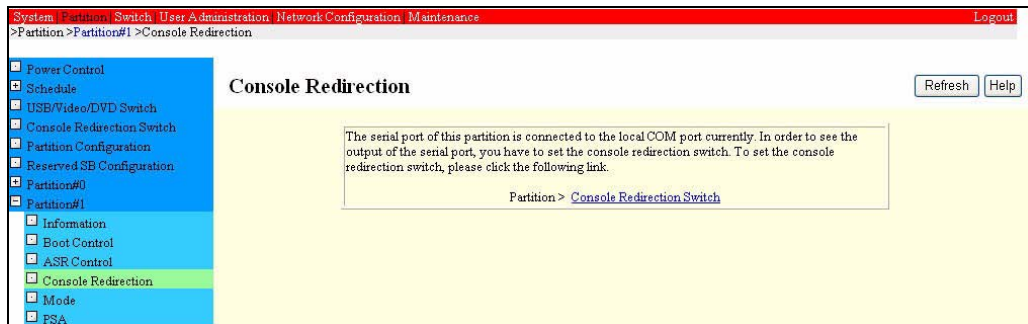 System | Partition | Switch | User Administration | Network Configuration | Maintenance Logout
>Partition >Partition#1 >Console Redirection
Power Control
Schedule
USB/Video/DVD Switch
Console Redirection Switch
Partition Configuration
Reserved SB Configuration
Partition#0
Partition#1
Information
Boot Control
ASR Control
Console Redirection
Mode
PSA
Console Redirection
Refresh Help
The serial port of this partition is connected to the local COM port currently. In order to see the
output of the serial port, you have to set the console redirection switch. To set the console
redirection switch, please click the following link.
Partition > Console Redirection Switch